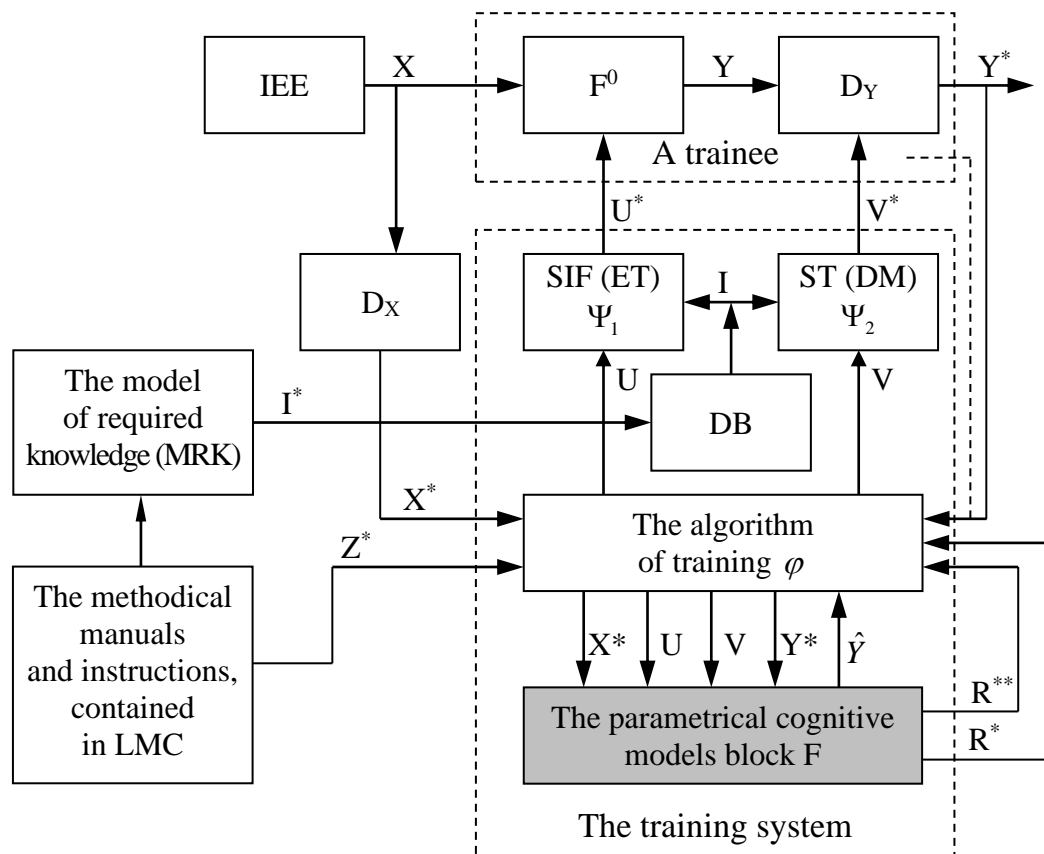 IEE
X
F⁰
Y
D_Y
Y*
A trainee
U*
V*
D_X
SIF (ET)
Ψ₁
I
ST (DM)
Ψ₂
The model
of required
knowledge (MRK)
I*
U
V
DB
X*
Z*
The algorithm
of training φ
The methodical
manuals
and instructions,
contained
in LMC
X* U V Y* Ŷ
The parametrical cognitive
models block F
R**
R*
The training system